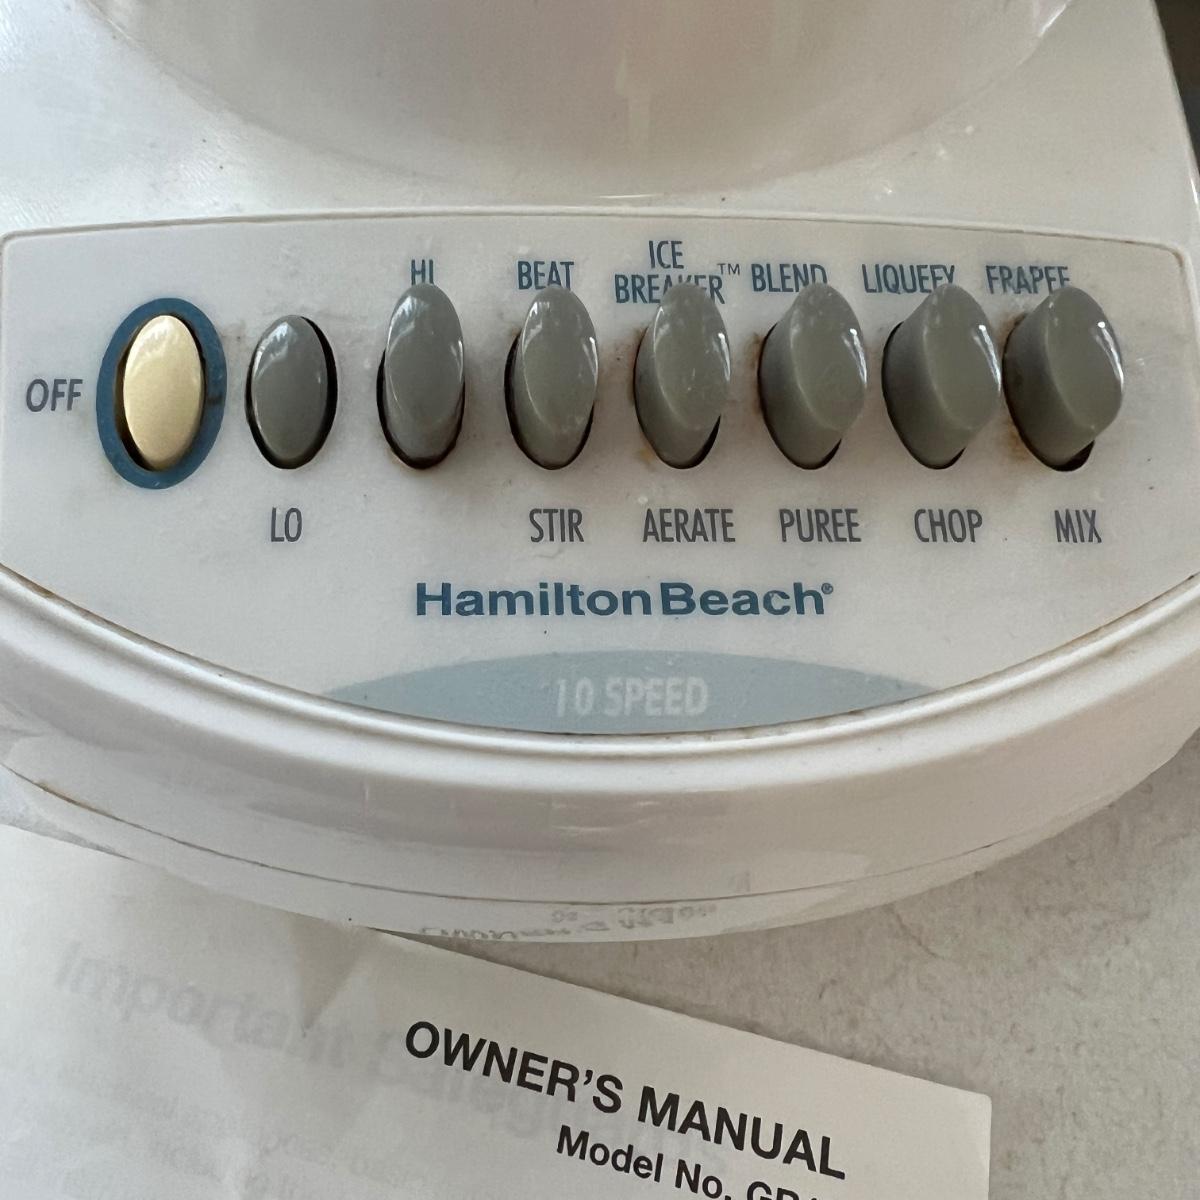 HI BEAT ICE BREAKER™ BLEND LIQUEFY FRAPPE
OFF
LO STIR AERATE PUREE CHOP MIX
HamiltonBeach®
10 SPEED
Important
OWNER'S MANUAL
Model No.